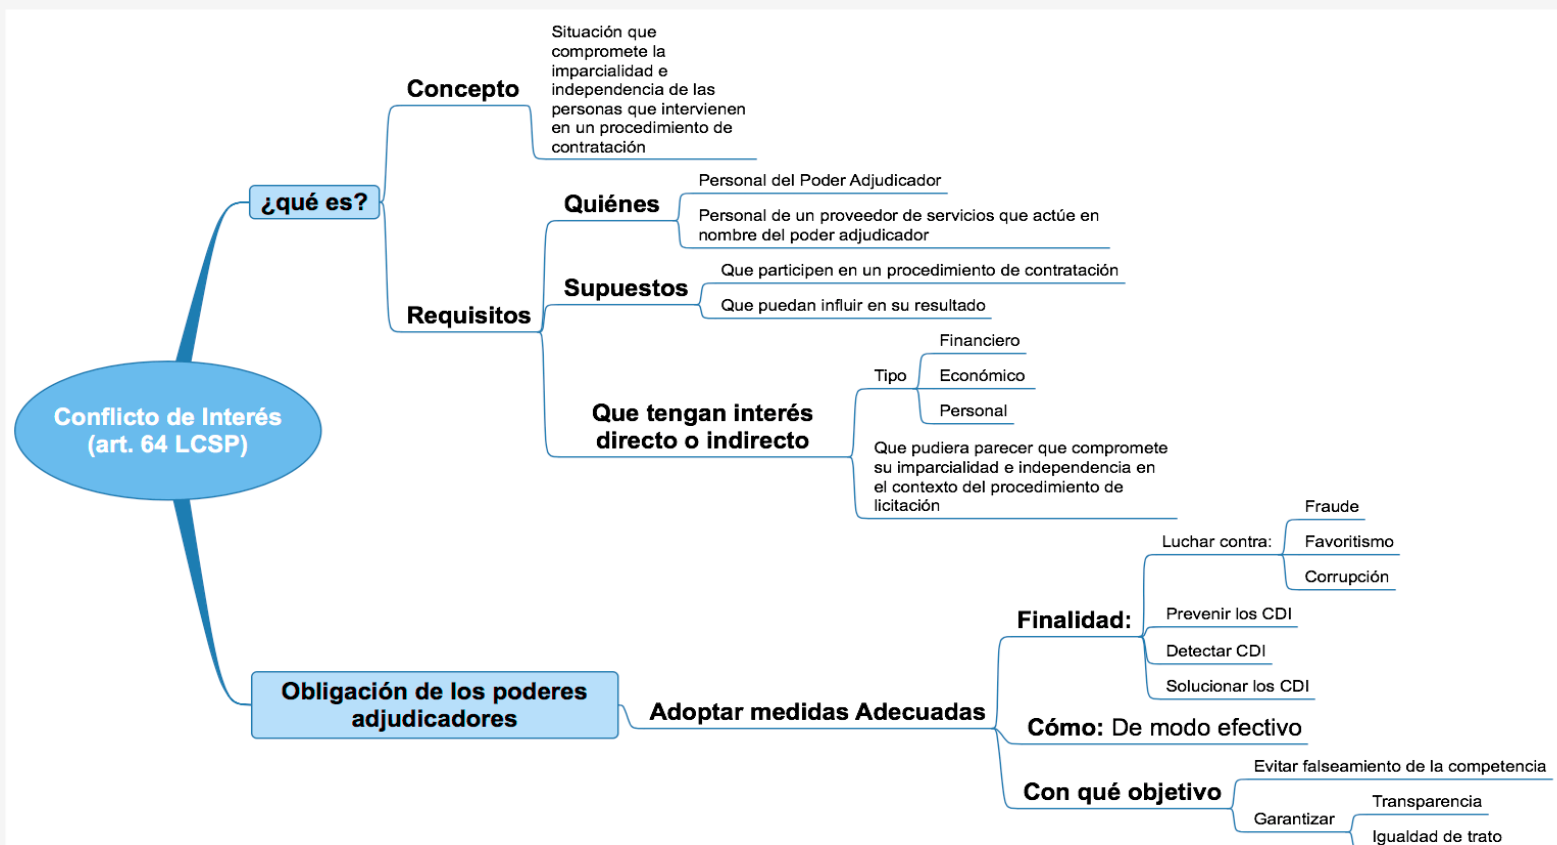 Conflicto de Interés
(art. 64 LCSP)
¿qué es?
Concepto
Situación que
compromete la
imparcialidad e
independencia de las
personas que intervienen
en un procedimiento de
contratación
Requisitos
Quiénes
Personal del Poder Adjudicador
Personal de un proveedor de servicios que actúe en
nombre del poder adjudicador
Supuestos
Que participen en un procedimiento de contratación
Que puedan influir en su resultado
Que tengan interés
directo o indirecto
Tipo
Financiero
Económico
Personal
Que pudiera parecer que compromete
su imparcialidad e independencia en
el contexto del procedimiento de
licitación
Obligación de los poderes
adjudicadores
Adoptar medidas Adecuadas
Finalidad:
Luchar contra:
Fraude
Favoritismo
Corrupción
Prevenir los CDI
Detectar CDI
Solucionar los CDI
Cómo: De modo efectivo
Con qué objetivo
Evitar falseamiento de la competencia
Garantizar
Transparencia
Igualdad de trato